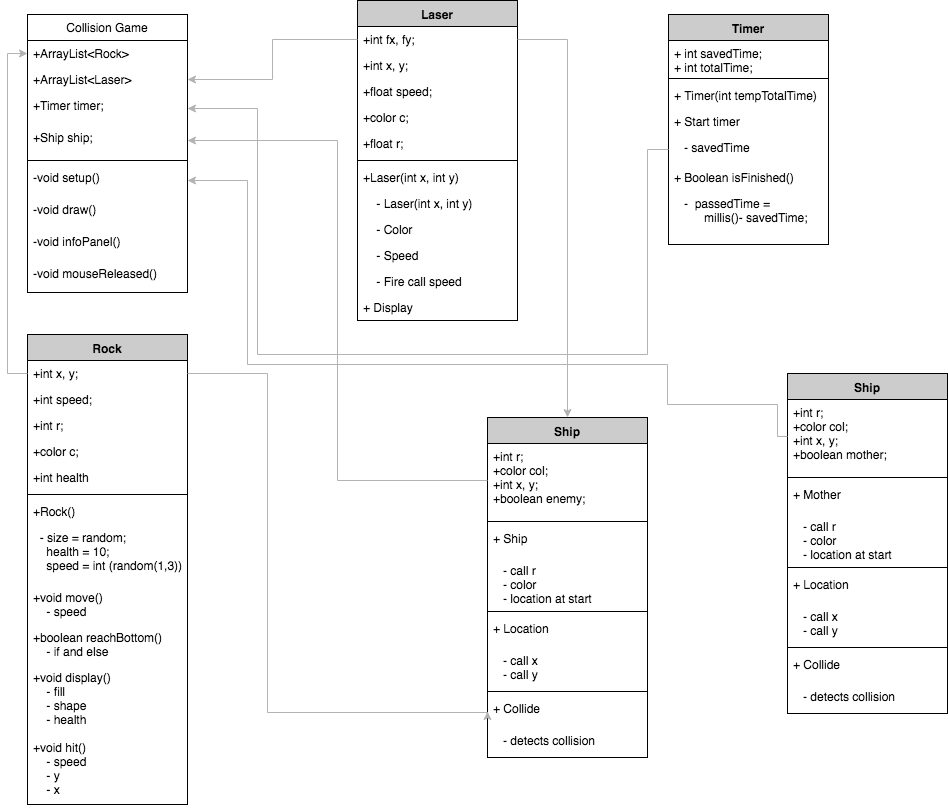 Collision Game
+ArrayList<Rock>
+ArrayList<Laser>
+Timer timer;
+Ship ship;
-void setup()
-void draw()
-void infoPanel()
-void mouseReleased()
Laser
+int fx, fy;
+int x, y;
+float speed;
+color c;
+float r;
+Laser(int x, int y)
- Laser(int x, int y)
- Color
- Speed
- Fire call speed
+ Display
Timer
+ int savedTime;
+ int totalTime;
+ Timer(int tempTotalTime)
+ Start timer
- savedTime
+ Boolean isFinished()
- passedTime =
millis()- savedTime;
Rock
+int x, y;
+int speed;
+int r;
+color c;
+int health
+Rock()
- size = random;
health = 10;
speed = int (random(1,3))
+void move()
- speed
+boolean reachBottom()
- if and else
+void display()
- fill
- shape
- health
+void hit()
- speed
- y
- x
Ship
+int r;
+color col;
+int x, y;
+boolean enemy;
+ Ship
- call r
- color
- location at start
+ Location
- call x
- call y
+ Collide
- detects collision
Ship
+int r;
+color col;
+int x, y;
+boolean mother;
+ Mother
- call r
- color
- location at start
+ Location
- call x
- call y
+ Collide
- detects collision